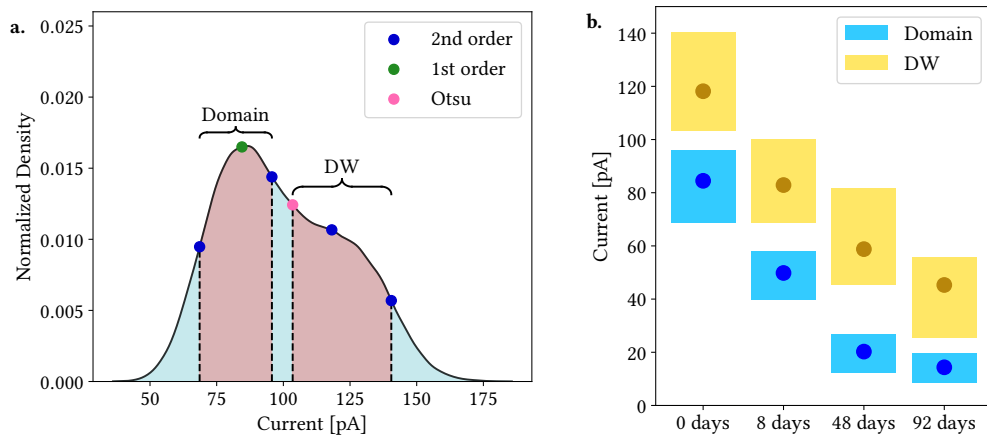 a.
0.025
0.020
0.015
0.010
0.005
0.000
Normalized Density
50
75
100
125
150
175
Current [pA]
Domain
DW
2nd order
1st order
Otsu
b.
140
120
100
80
60
40
20
0
Current [pA]
0 days
8 days
48 days
92 days
Domain
DW